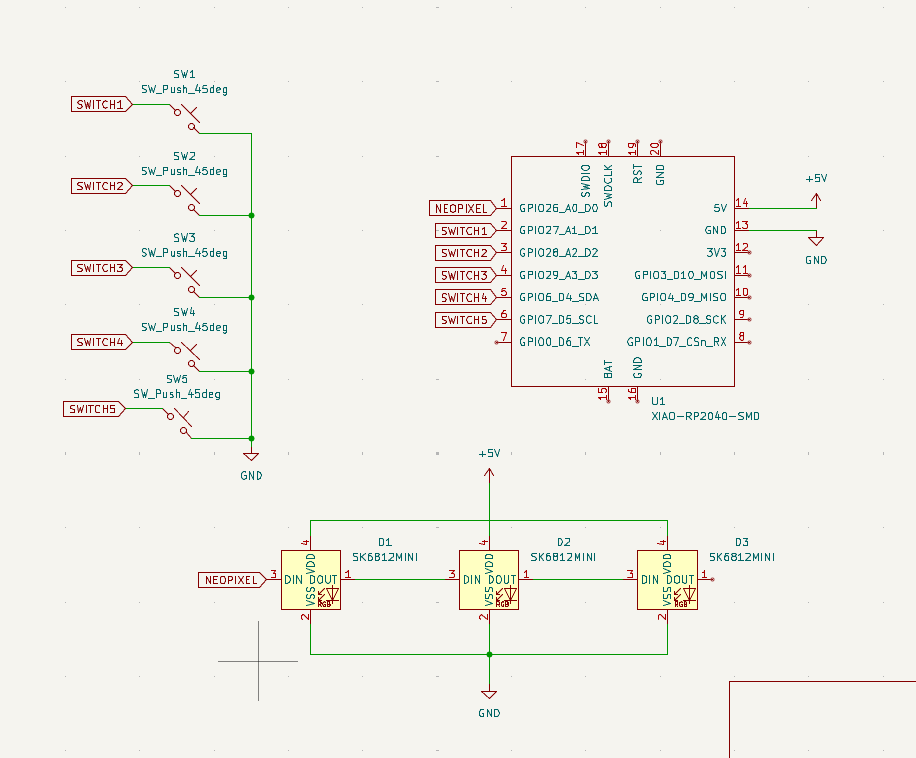 SW1
SW_Push_45deg
SWITCH1
SW2
SW_Push_45deg
SWITCH2
SW3
SW_Push_45deg
SWITCH3
SW4
SW_Push_45deg
SWITCH4
SW5
SW_Push_45deg
SWITCH5
GND
17 18 19 20
SWDIO SWDCLK RST GND
NEOPIXEL 1 GPIO26_A0_D0
SWITCH1 2 GPIO27_A1_D1
SWITCH2 3 GPIO28_A2_D2
SWITCH3 4 GPIO29_A3_D3
SWITCH4 5 GPIO6_D4_SDA
SWITCH5 6 GPIO7_D5_SCL
7 GPIO0_D6_TX
5V 14
GND 13
3V3 12
GPIO3_D10_MOSI 11
GPIO4_D9_MISO 10
GPIO2_D8_SCK 9
GPIO1_D7_CSn_RX 8
BAT GND
15 16
U1
XIAO-RP2040-SMD
+5V
GND
+5V
D1
SK6812MINI
NEOPIXEL 3 DIN DOUT 1
4 VDD
VSS 2
RGB
D2
SK6812MINI
3 DIN DOUT 1
4 VDD
VSS 2
RGB
D3
SK6812MINI
3 DIN DOUT 1
4 VDD
VSS 2
RGB
GND